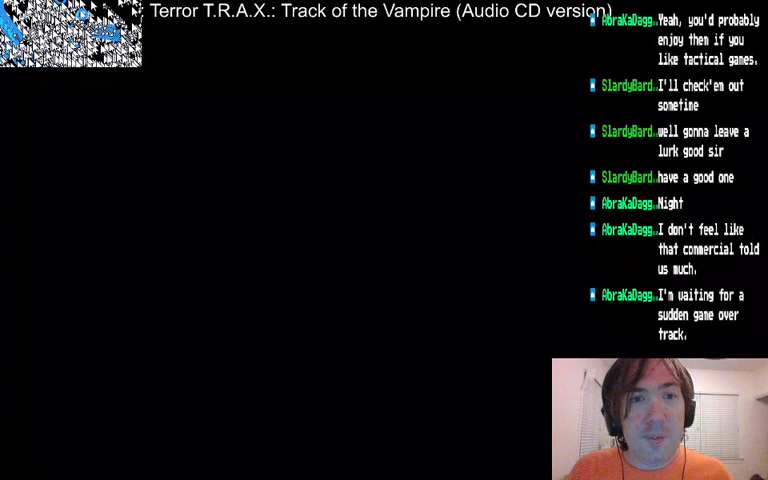 : Terror T.R.A.X.: Track of the Vampire (Audio CD version)
AbraKaDagg..Yeah, you'd probably
enjoy then if you
like tactical games.
SlardyBard..I'll check'em out
sometime
SlardyBard..well gonna leave a
lurk good sir
SlardyBard..have a good one
AbraKaDagg..Night
AbraKaDagg..I don't feel like
that commercial told
us much.
AbraKaDagg..I'm waiting for a
sudden game over
track.